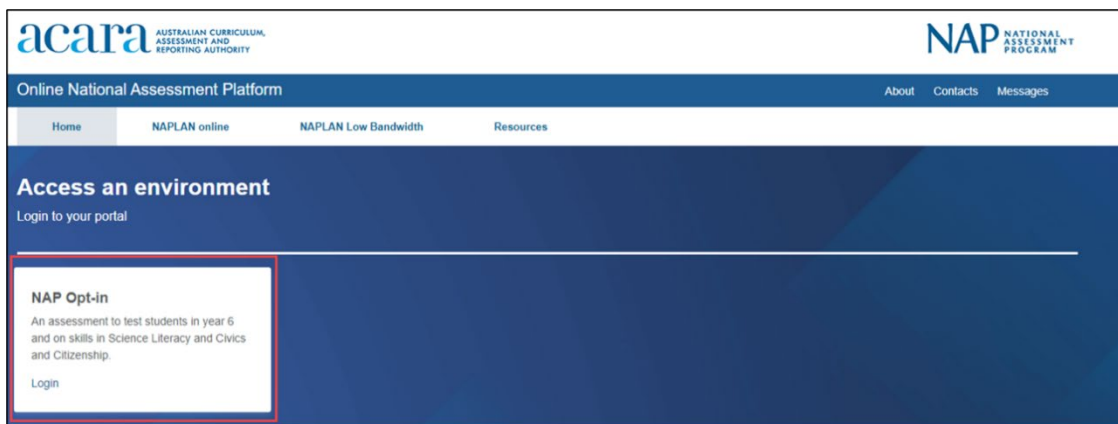 acara AUSTRALIAN CURRICULUM,
ASSESSMENT AND
REPORTING AUTHORITY
NAP NATIONAL
ASSESSMENT
PROGRAM
Online National Assessment Platform
About Contacts Messages
Home NAPLAN online NAPLAN Low Bandwidth Resources
Access an environment
Login to your portal
NAP Opt-in
An assessment to test students in year 6
and on skills in Science Literacy and Civics
and Citizenship.
Login